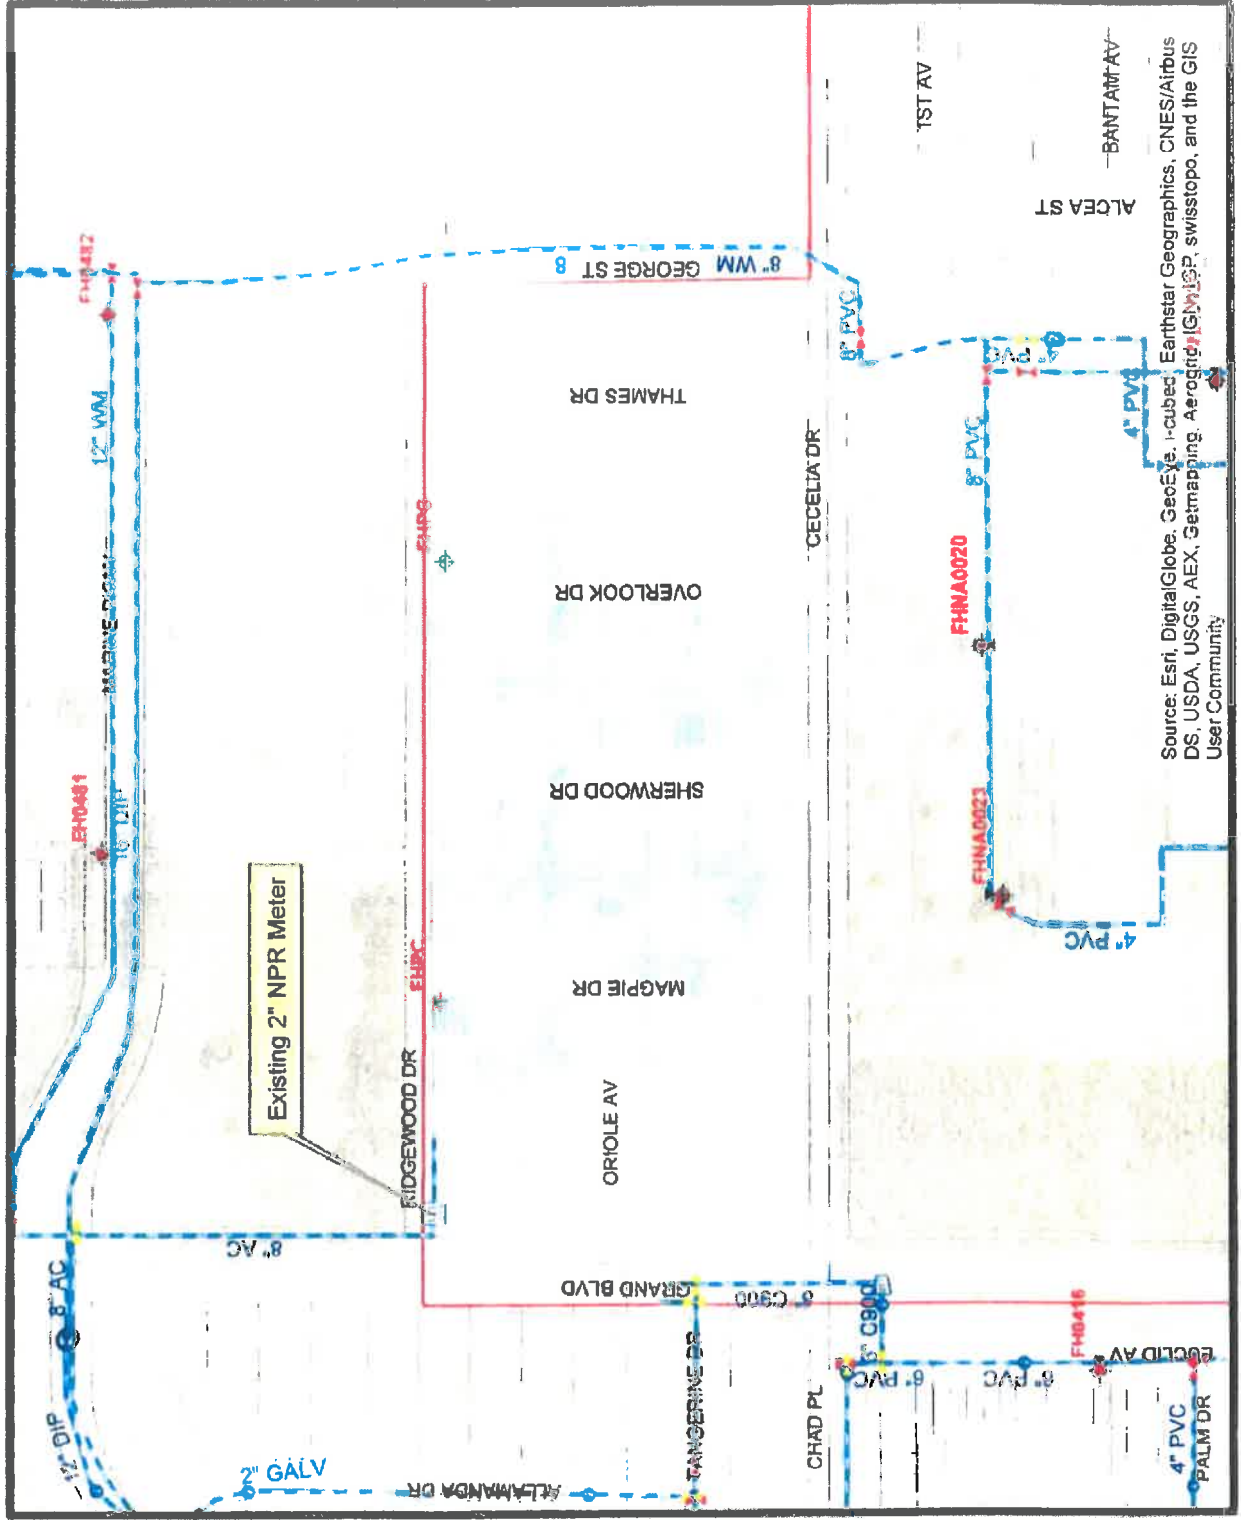 FH0482
12" WM
FH0481
12" DIP
8" AC
8" AC
2" GALV
ALLAMANDA DR
Existing 2" NPR Meter
RIDGEWOOD DR
FHPC
FHPC
GEORGE ST 8
8" WM
THAMES DR
OVERLOOK DR
SHERWOOD DR
MAGPIE DR
ORIOLE AV
GRAND BLVD
TANGERINE DR
6" C900
6" C900
CHAD PL
CECELIA DR
8" PVC
8" PVC
4" PVC
4" PVC
4" PVC
FHNA0020
FHNA0023
6" PVC
6" PVC
FH0416
EUCLID AV
4" PVC
PALM DR
1ST AV
BANTAM AV
ALCEA ST
Source: Esri, DigitalGlobe, GeoEye, i-cubed, Earthstar Geographics, CNES/Airbus
DS, USDA, USGS, AEX, Getmapping, Aerogrid, IGN, IGP, swisstopo, and the GIS
User Community